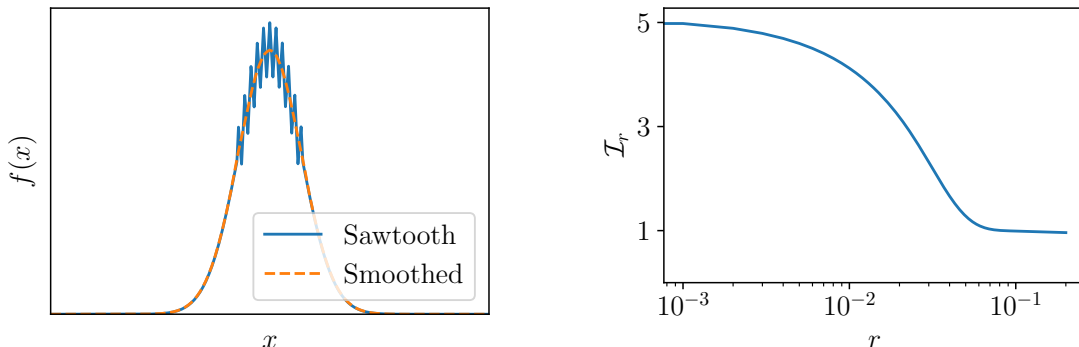 f(x)
Sawtooth
Smoothed
x
5
3
1
ℐ_r
10⁻³
10⁻²
10⁻¹
r